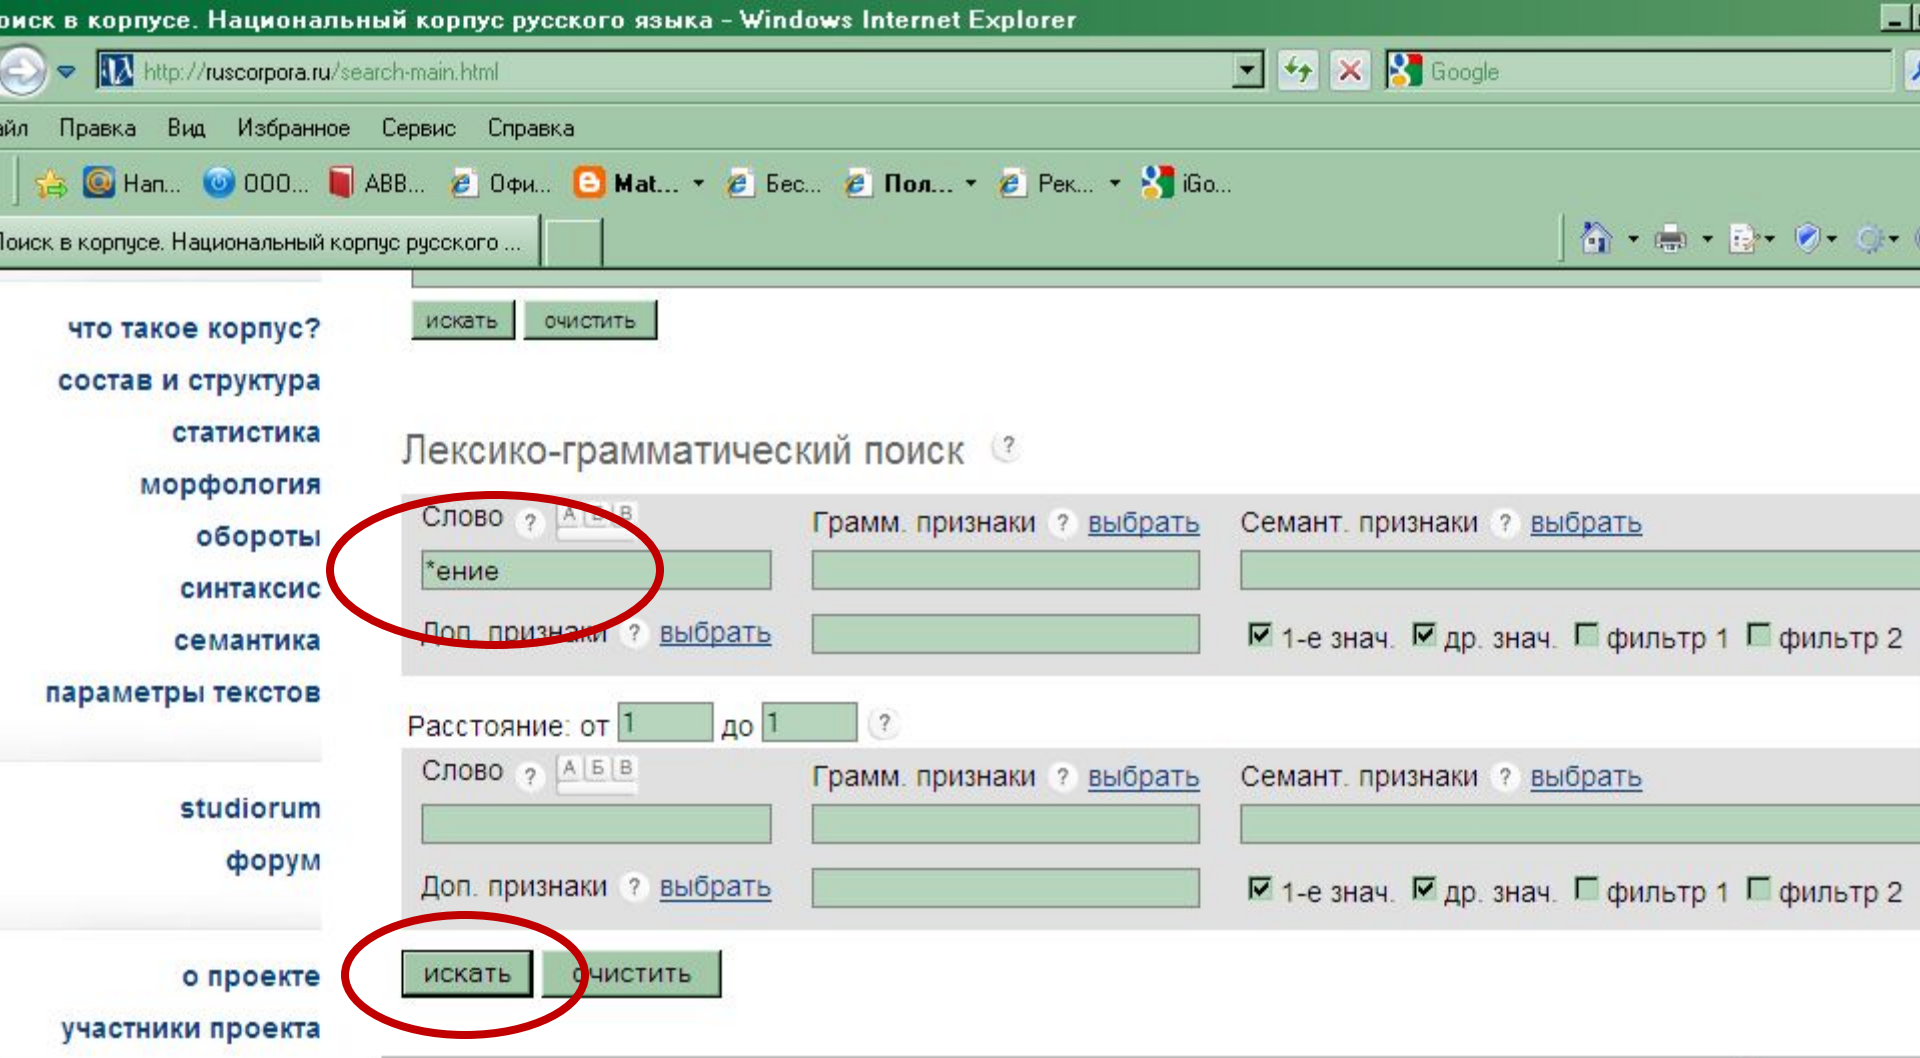 оиск в корпусе. Национальный корпус русского языка - Windows Internet Explorer
http://ruscorpora.ru/search-main.html
Google
айл Правка Вид Избранное Сервис Справка
Нап... ООО... АВВ... Офи... Mat... Бес... Пол... Рек... iGo...
Поиск в корпусе. Национальный корпус русского ...
искать очистить
что такое корпус?
состав и структура
статистика
морфология
обороты
синтаксис
семантика
параметры текстов
studiorum
форум
о проекте
участники проекта
Лексико-грамматический поиск ?
Слово ? А Б В Грамм. признаки ? выбрать Семант. признаки ? выбрать
*ение
Доп. признаки ? выбрать 1-е знач. др. знач. фильтр 1 фильтр 2
Расстояние: от 1 до 1 ?
Слово ? А Б В Грамм. признаки ? выбрать Семант. признаки ? выбрать
Доп. признаки ? выбрать 1-е знач. др. знач. фильтр 1 фильтр 2
искать очистить